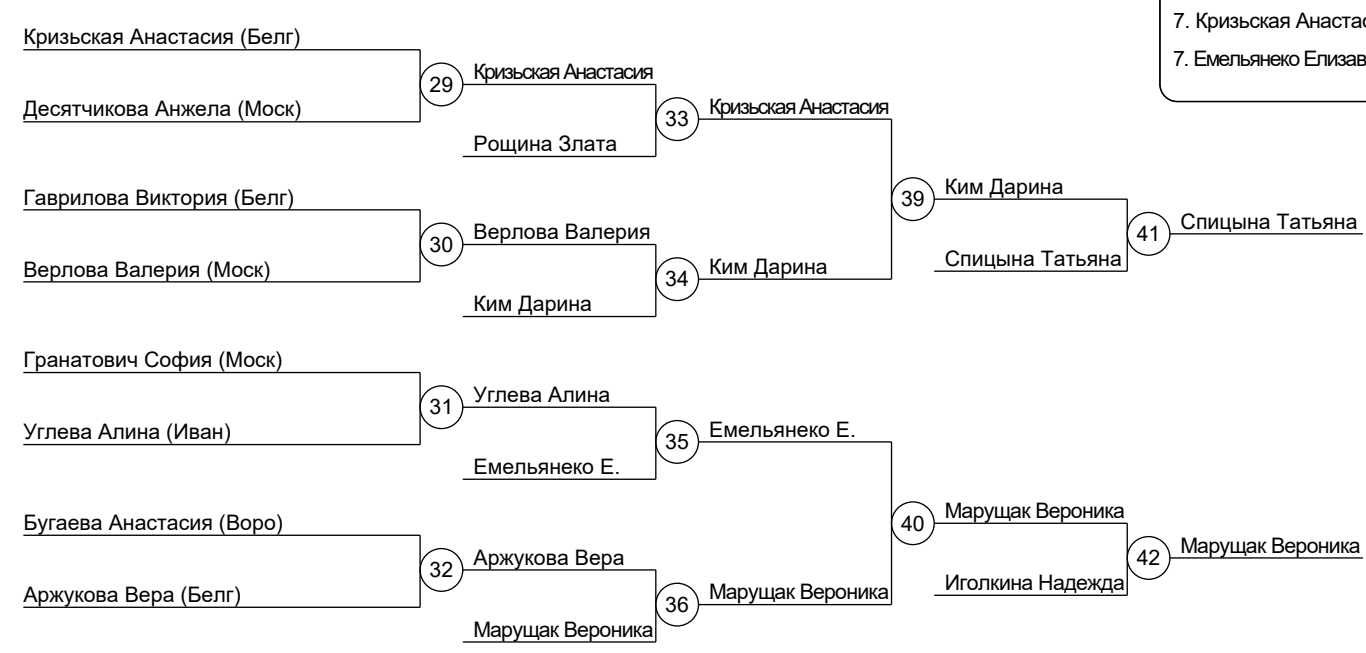 7. Кризьская Анастас
7. Емельянеко Елизав
Кризьская Анастасия (Белг)
29
Кризьская Анастасия
Десятчикова Анжела (Моск)
33
Кризьская Анастасия
Рощина Злата
Гаврилова Виктория (Белг)
39
Ким Дарина
30
Верлова Валерия
41
Спицына Татьяна
Верлова Валерия (Моск)
34
Ким Дарина
Спицына Татьяна
Ким Дарина
Гранатович София (Моск)
31
Углева Алина
Углева Алина (Иван)
35
Емельянеко Е.
Емельянеко Е.
Бугаева Анастасия (Воро)
40
Марущак Вероника
32
Аржукова Вера
42
Марущак Вероника
Аржукова Вера (Белг)
36
Марущак Вероника
Иголкина Надежда
Марущак Вероника